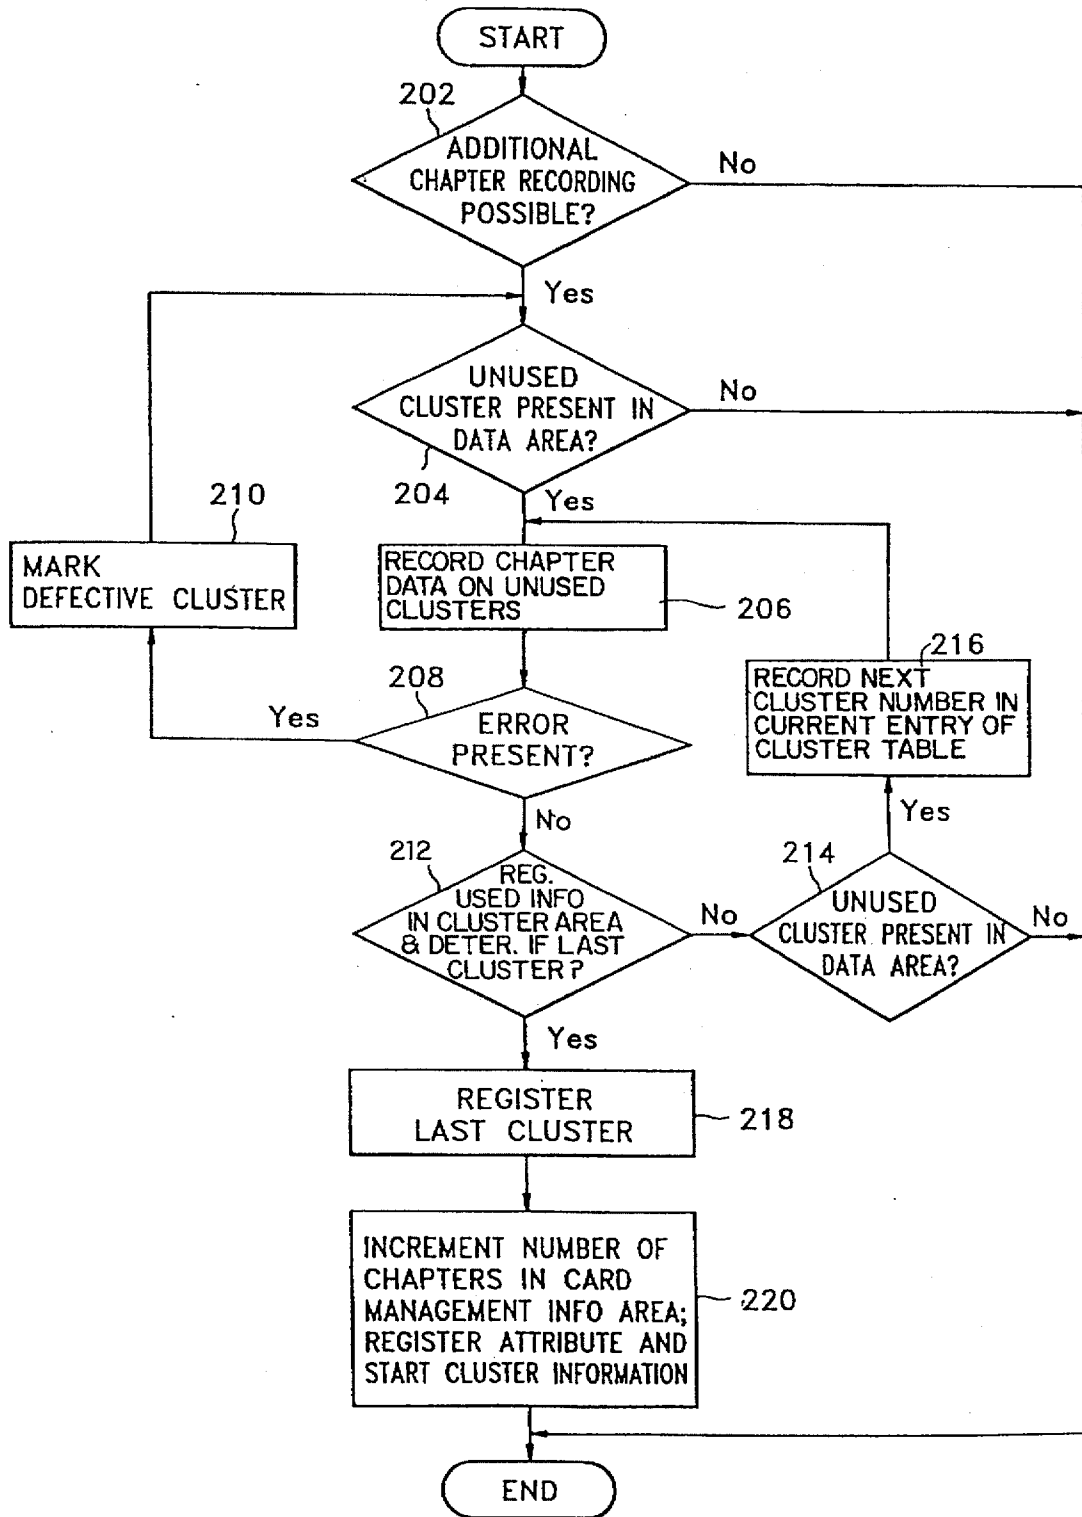 START
202
ADDITIONAL
CHAPTER RECORDING
POSSIBLE?
No
Yes
UNUSED
CLUSTER PRESENT IN
DATA AREA?
No
204
Yes
210
MARK
DEFECTIVE CLUSTER
RECORD CHAPTER
DATA ON UNUSED
CLUSTERS
206
216
RECORD NEXT
CLUSTER NUMBER IN
CURRENT ENTRY OF
CLUSTER TABLE
208
Yes
ERROR
PRESENT?
No
Yes
212
REG.
USED INFO
IN CLUSTER AREA
& DETER. IF LAST
CLUSTER?
No
214
UNUSED
CLUSTER PRESENT IN
DATA AREA?
No
Yes
REGISTER
LAST CLUSTER
218
INCREMENT NUMBER OF
CHAPTERS IN CARD
MANAGEMENT INFO AREA;
REGISTER ATTRIBUTE AND
START CLUSTER INFORMATION
220
END